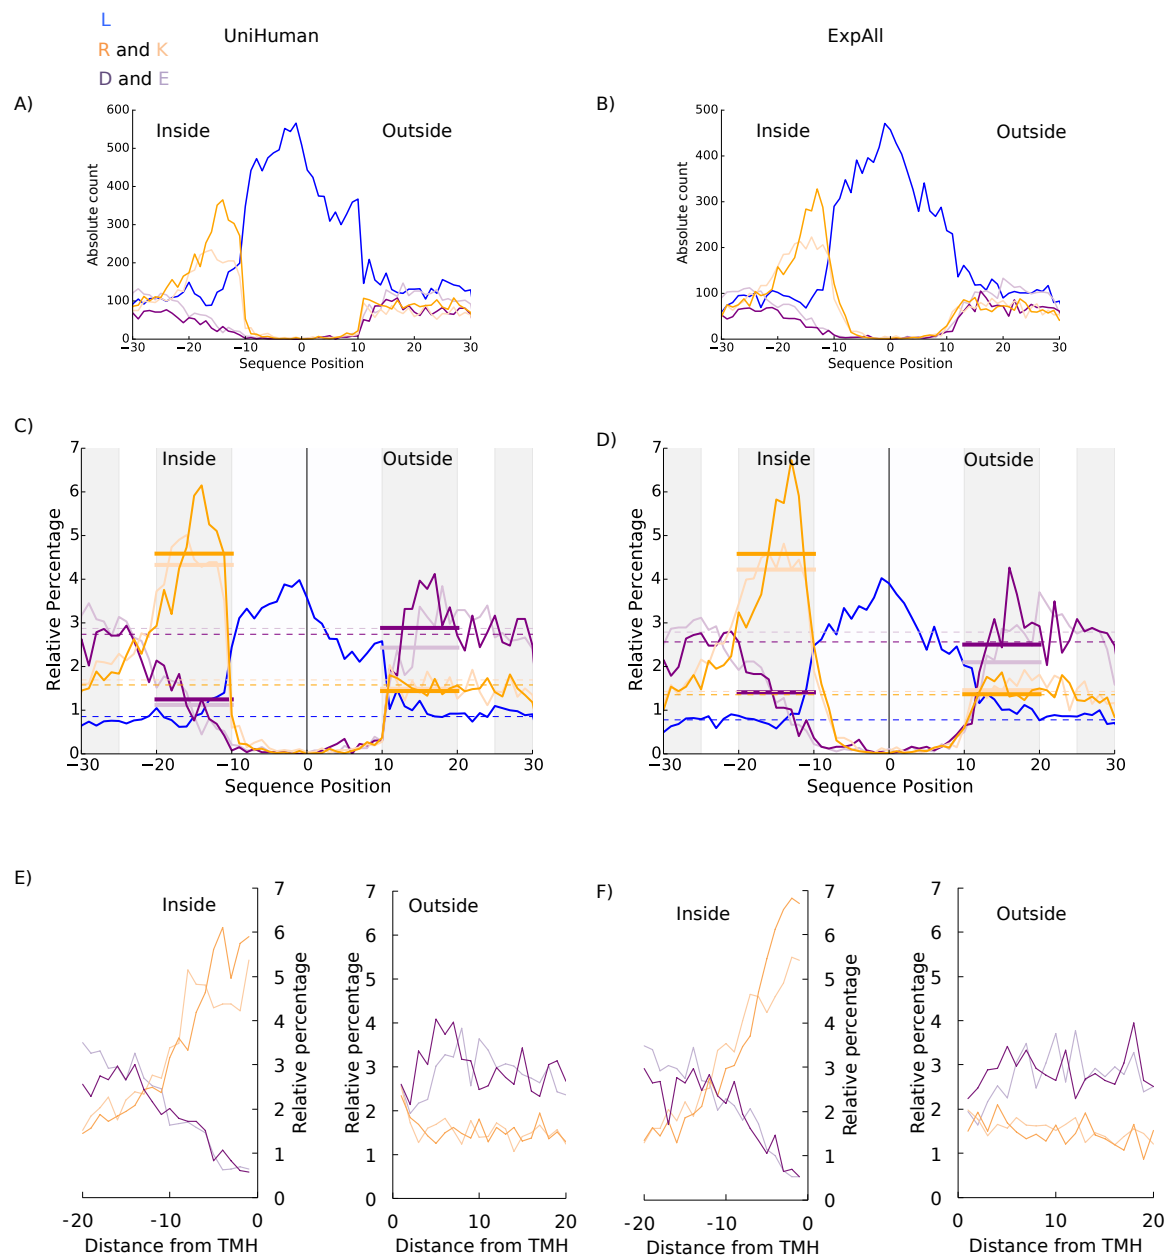 L
R and K
D and E
UniHuman
ExpAll
A)
600
500
400
300
200
100
0
Absolute count
Inside
Outside
−30
−20
−10
0
10
20
30
Sequence Position
B)
500
400
300
200
100
0
Absolute count
Inside
Outside
−30
−20
−10
0
10
20
30
Sequence Position
C)
7
6
5
4
3
2
1
0
Relative Percentage
Inside
Outside
−30
−20
−10
0
10
20
30
Sequence Position
D)
7
6
5
4
3
2
1
0
Relative Percentage
Inside
Outside
−30
−20
−10
0
10
20
30
Sequence Position
E)
Inside
7
6
5
4
3
2
1
0
Relative percentage
-20
-10
0
Distance from TMH
7
6
5
4
3
2
1
0
Relative percentage
Outside
0
10
20
Distance from TMH
F)
Inside
7
6
5
4
3
2
1
0
Relative percentage
-20
-10
0
Distance from TMH
7
6
5
4
3
2
1
0
Relative percentage
Outside
0
10
20
Distance from TMH